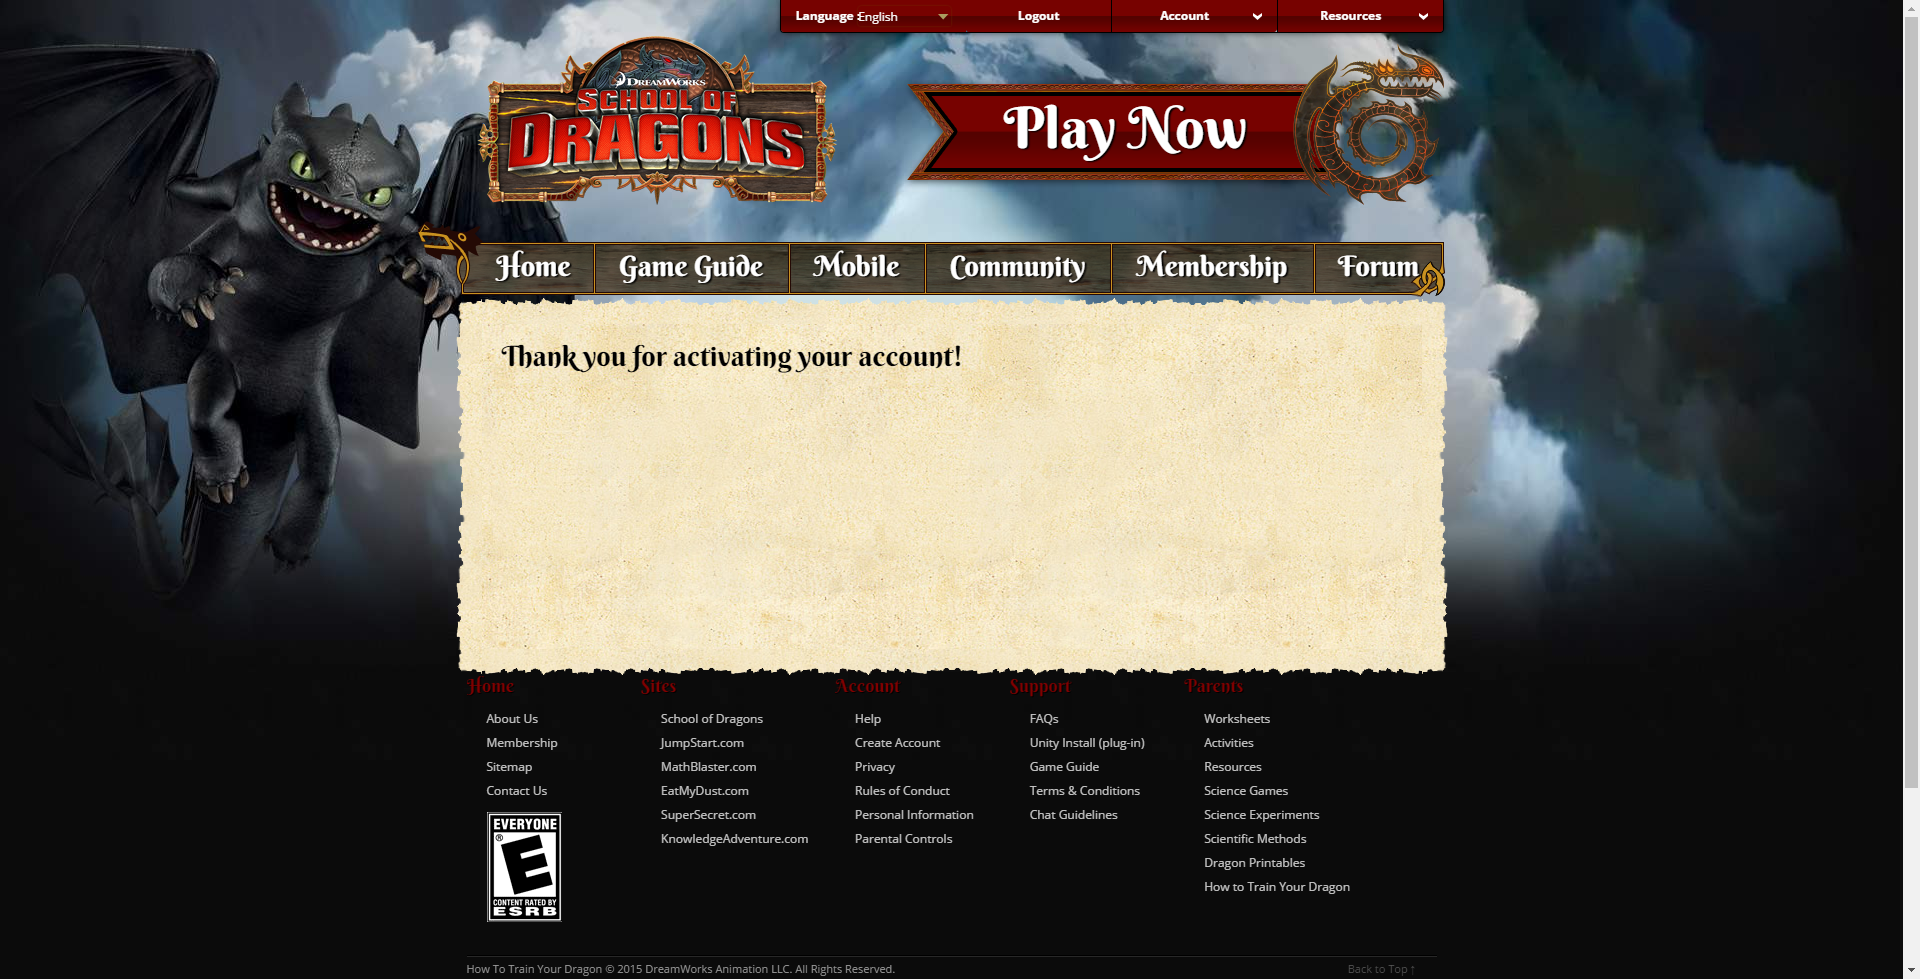 Language : English
Logout
Account
Resources
DREAMWORKS
SCHOOL OF
DRAGONS
Play Now
Home
Game Guide
Mobile
Community
Membership
Forum
Thank you for activating your account!
Home
About Us
Membership
Sitemap
Contact Us
EVERYONE
E
®
CONTENT RATED BY
ESRB
Sites
School of Dragons
JumpStart.com
MathBlaster.com
EatMyDust.com
SuperSecret.com
KnowledgeAdventure.com
Account
Help
Create Account
Privacy
Rules of Conduct
Personal Information
Parental Controls
Support
FAQs
Unity Install (plug-in)
Game Guide
Terms & Conditions
Chat Guidelines
Parents
Worksheets
Activities
Resources
Science Games
Science Experiments
Scientific Methods
Dragon Printables
How to Train Your Dragon
How To Train Your Dragon © 2015 DreamWorks Animation LLC. All Rights Reserved.
Back to Top ↑